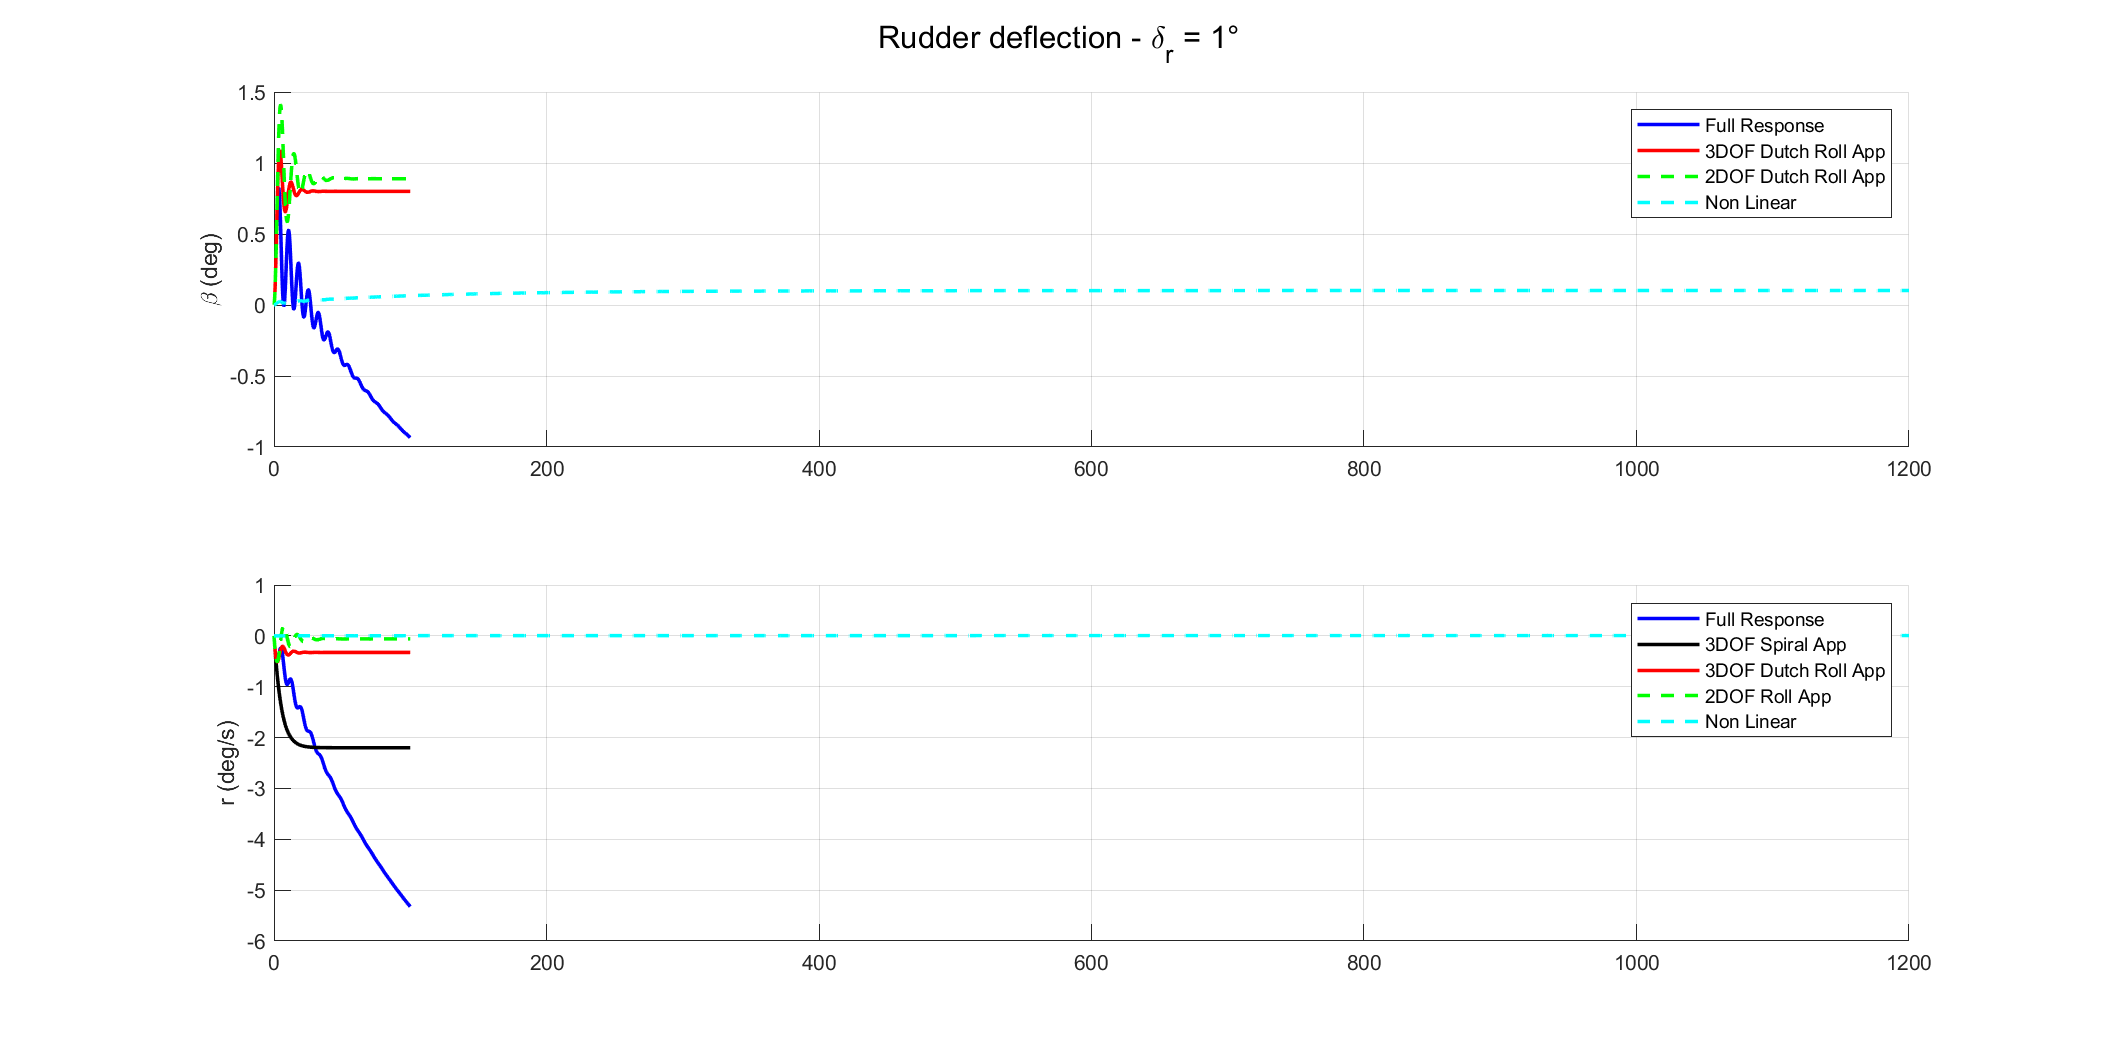 Rudder deflection - δr = 1°
1.5
1
0.5
0
-0.5
-1
β (deg)
0 200 400 600 800 1000 1200
Full Response
3DOF Dutch Roll App
2DOF Dutch Roll App
Non Linear
1
0
-1
-2
-3
-4
-5
-6
r (deg/s)
0 200 400 600 800 1000 1200
Full Response
3DOF Spiral App
3DOF Dutch Roll App
2DOF Roll App
Non Linear